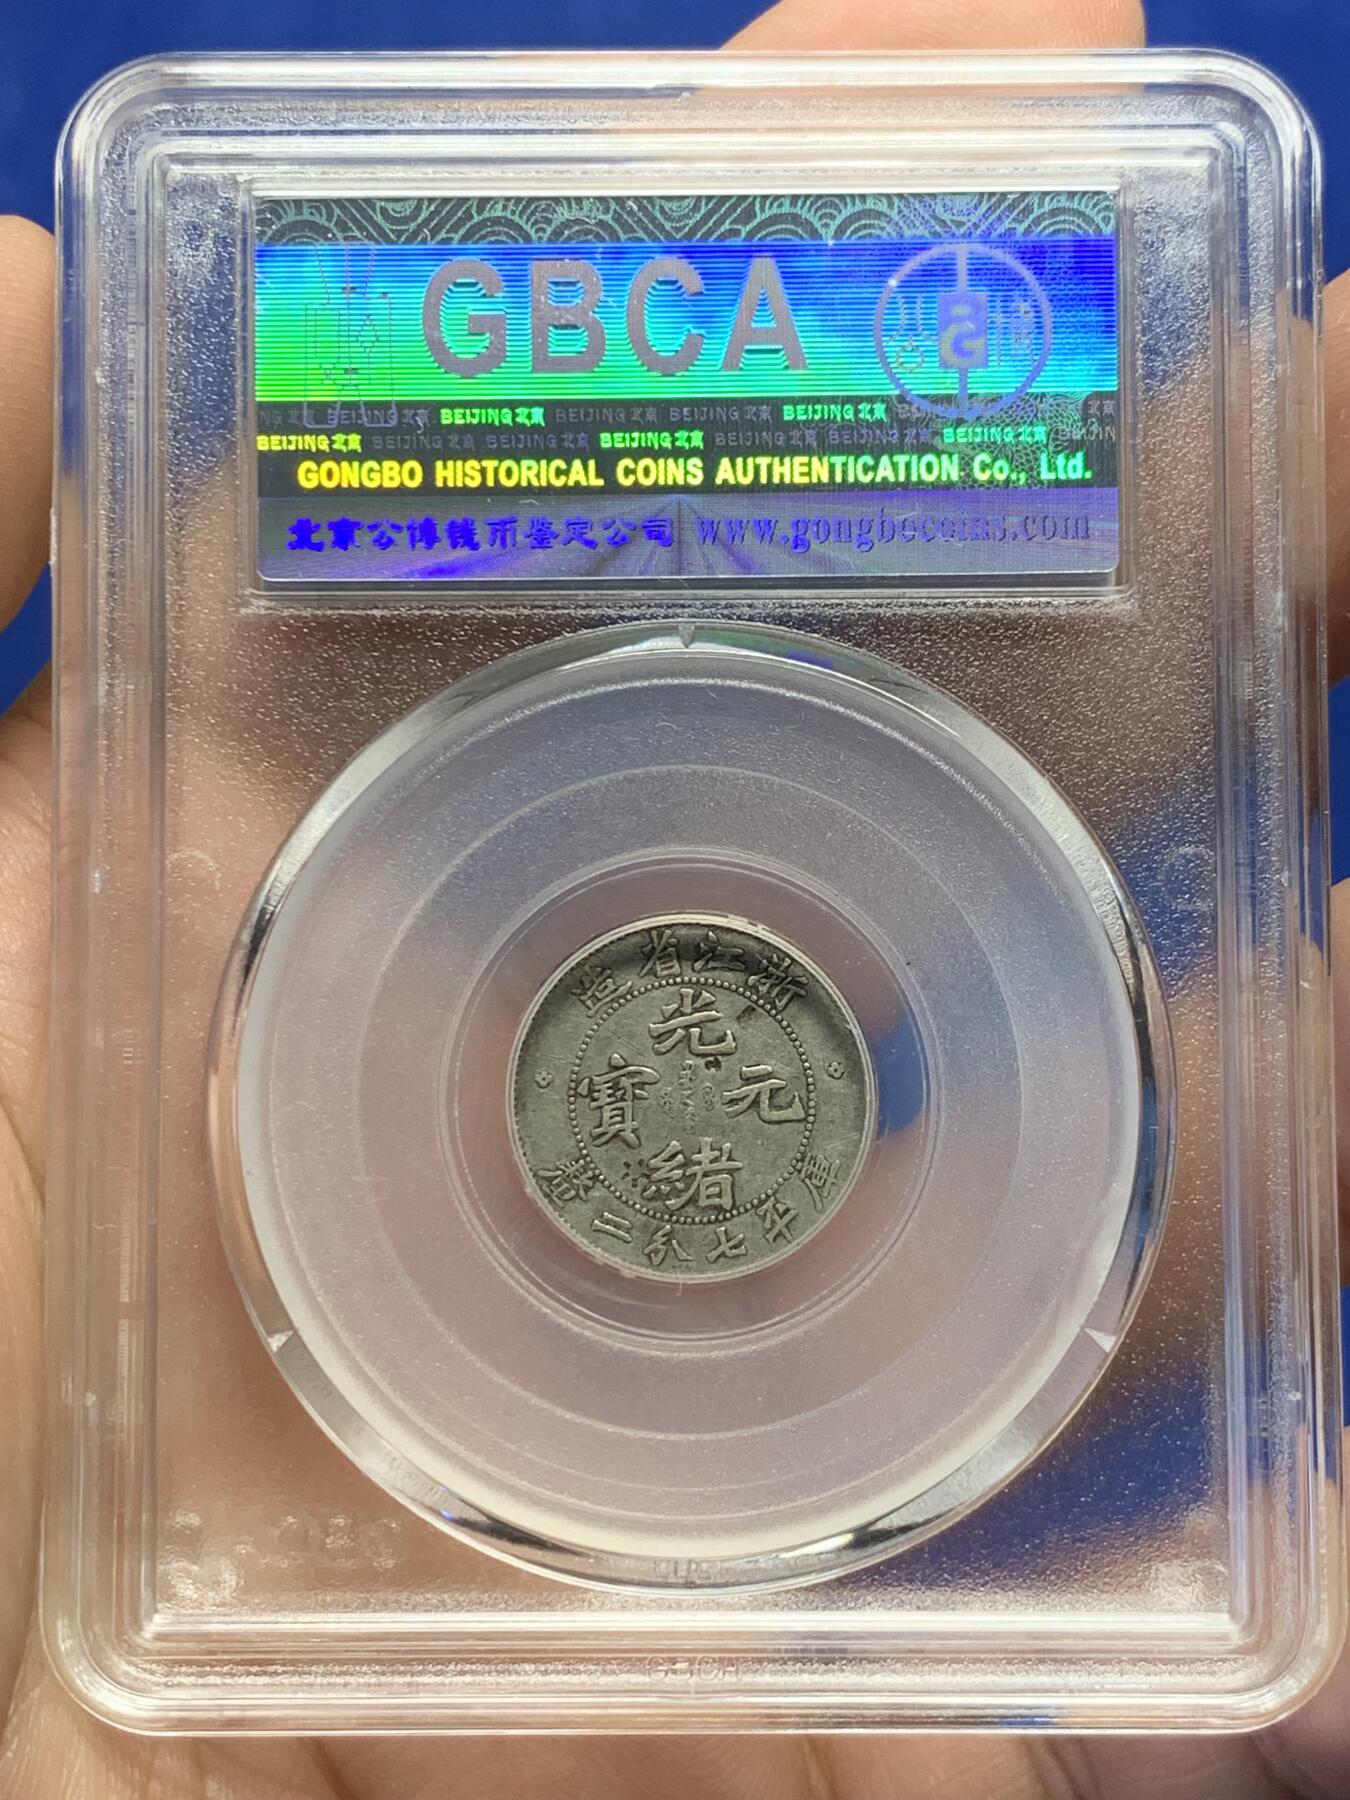 GBCA
BEIJING北京 BEIJING北京 BEIJING北京 BEIJING北京 BEIJING北京
BEIJING北京 BEIJING北京 BEIJING北京 BEIJING北京 BEIJING北京 BEIJING北京 BEIJING北京
GONGBO HISTORICAL COINS AUTHENTICATION Co., Ltd.
北京公博钱币鉴定公司 www.gongbocoins.com
浙江省造
光緒元寶
庫平七分二釐
GBCA